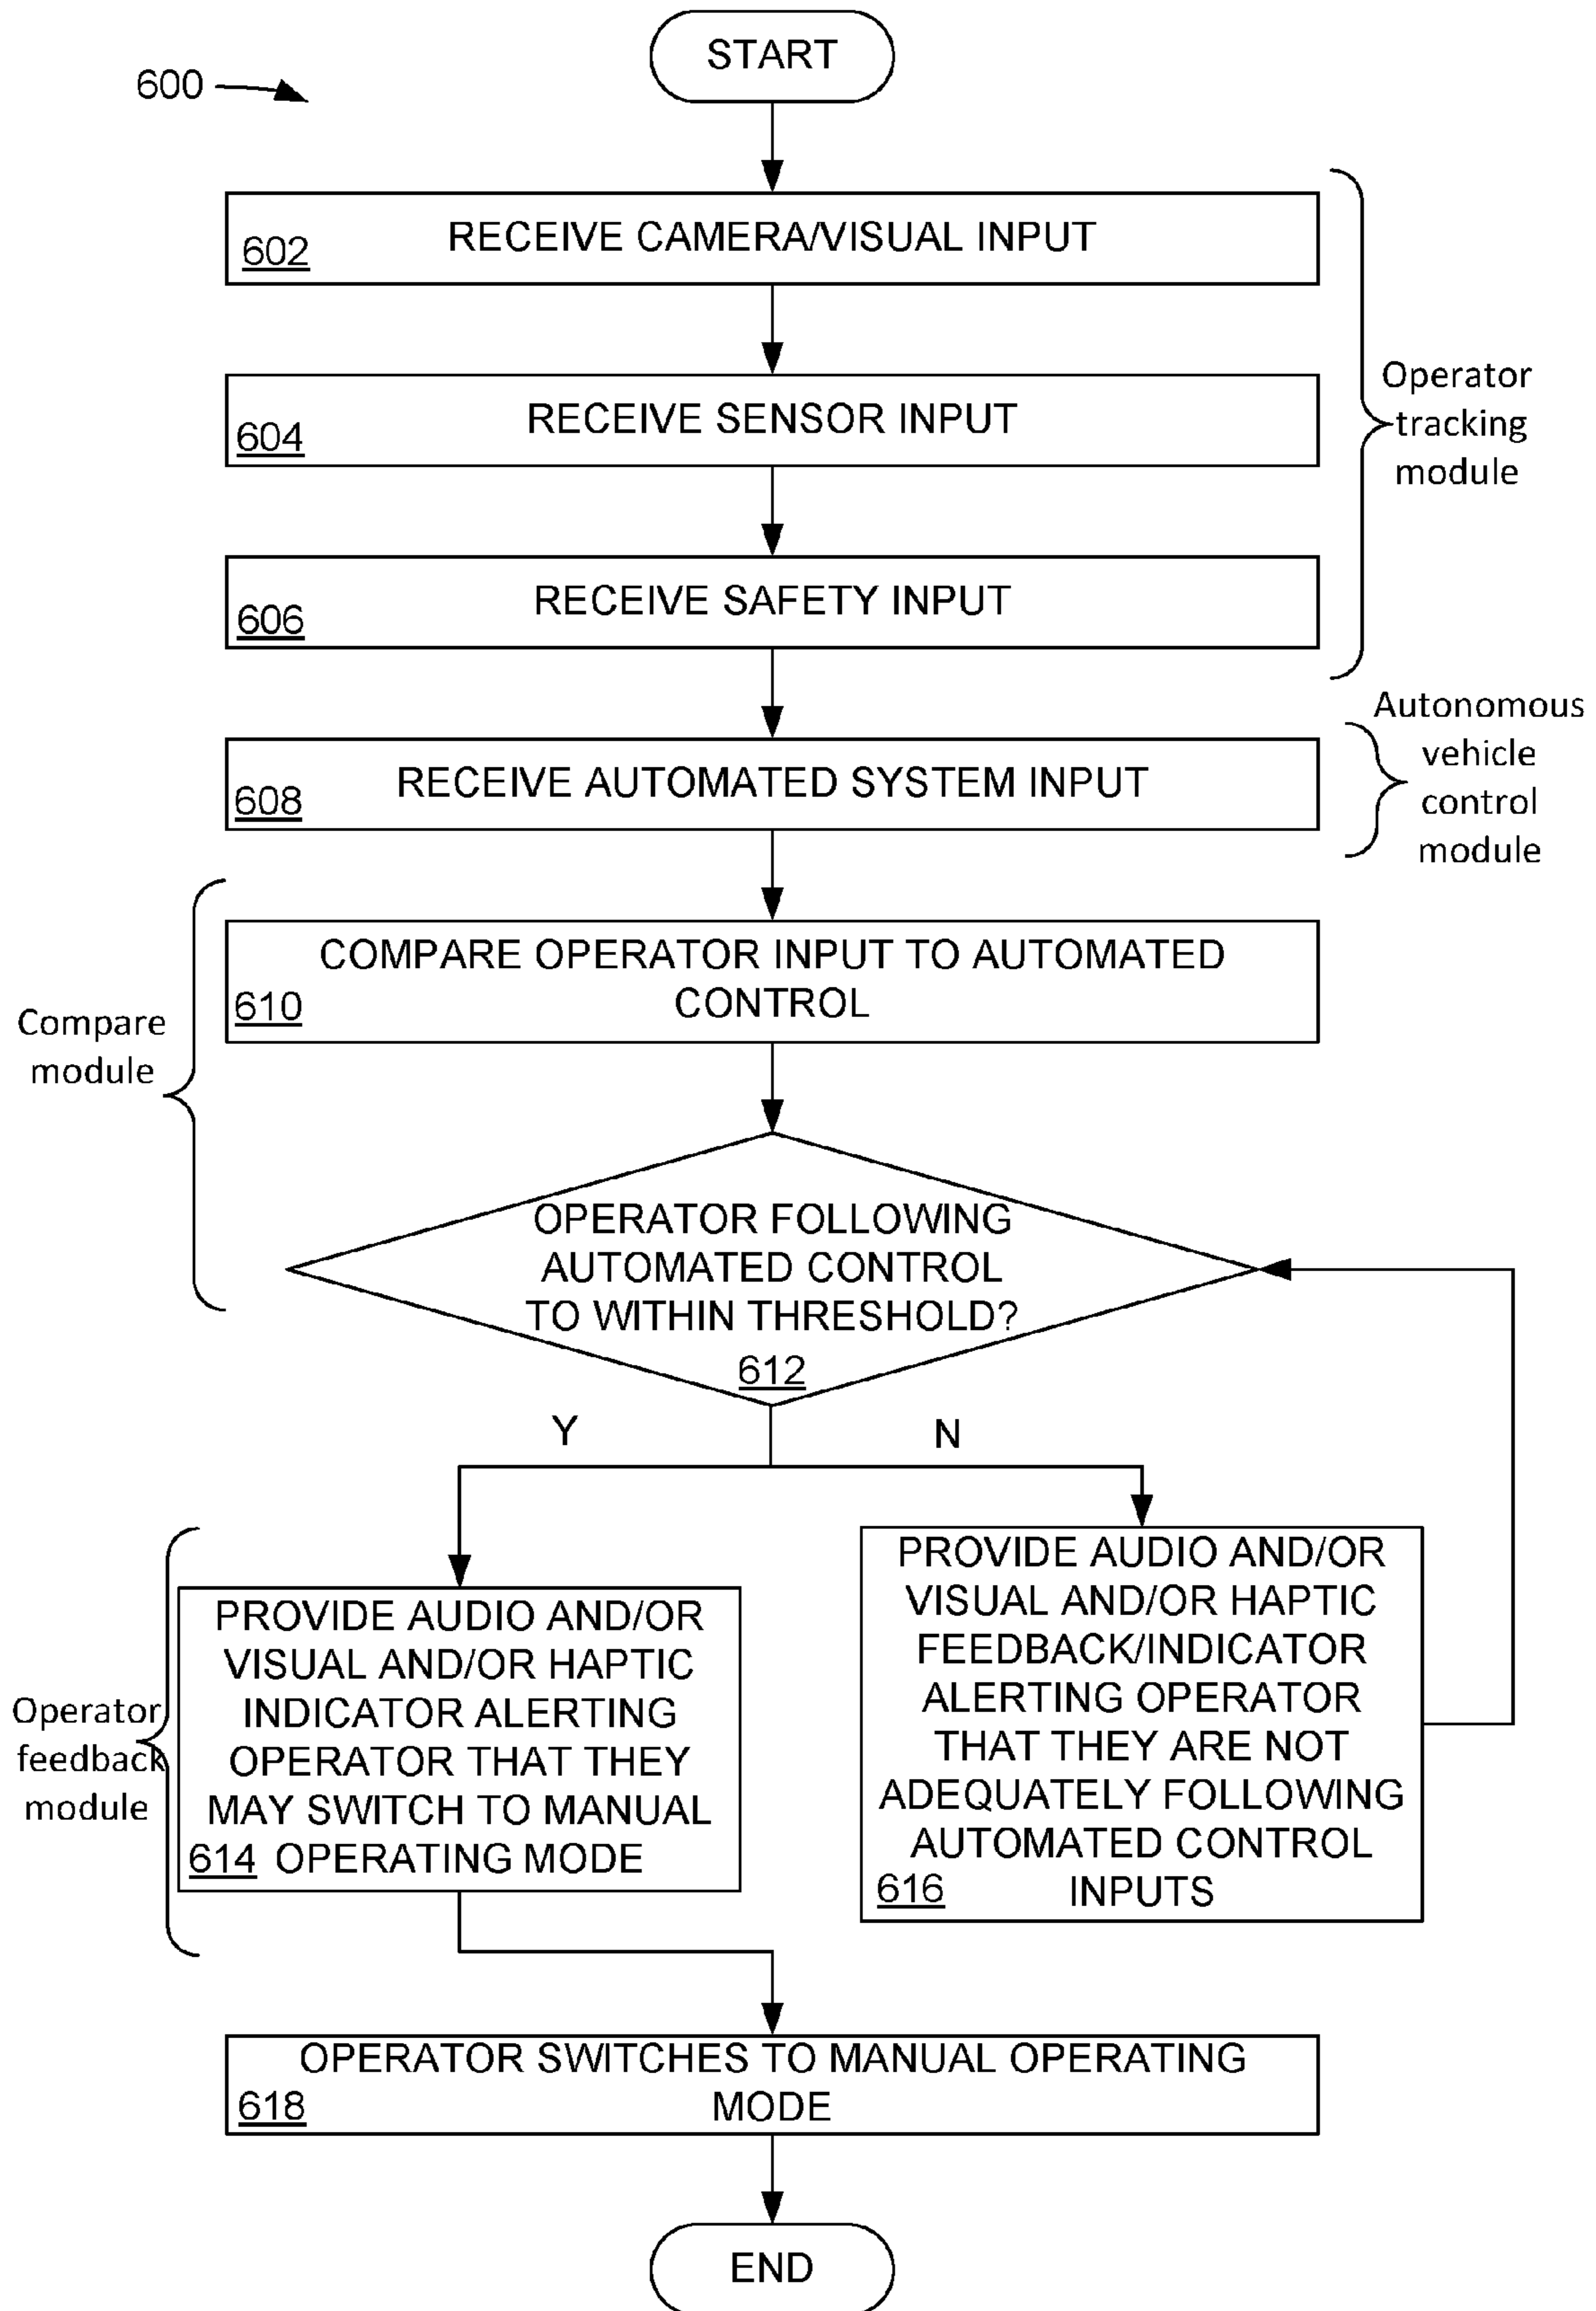 START
600
RECEIVE CAMERA/VISUAL INPUT
602
RECEIVE SENSOR INPUT
604
RECEIVE SAFETY INPUT
606
Operator
tracking
module
RECEIVE AUTOMATED SYSTEM INPUT
608
Autonomous
vehicle
control
module
COMPARE OPERATOR INPUT TO AUTOMATED
CONTROL
610
Compare
module
OPERATOR FOLLOWING
AUTOMATED CONTROL
TO WITHIN THRESHOLD?
612
Y
N
PROVIDE AUDIO AND/OR
VISUAL AND/OR HAPTIC
INDICATOR ALERTING
OPERATOR THAT THEY
MAY SWITCH TO MANUAL
614 OPERATING MODE
Operator
feedback
module
PROVIDE AUDIO AND/OR
VISUAL AND/OR HAPTIC
FEEDBACK/INDICATOR
ALERTING OPERATOR
THAT THEY ARE NOT
ADEQUATELY FOLLOWING
AUTOMATED CONTROL
616 INPUTS
OPERATOR SWITCHES TO MANUAL OPERATING
618 MODE
END